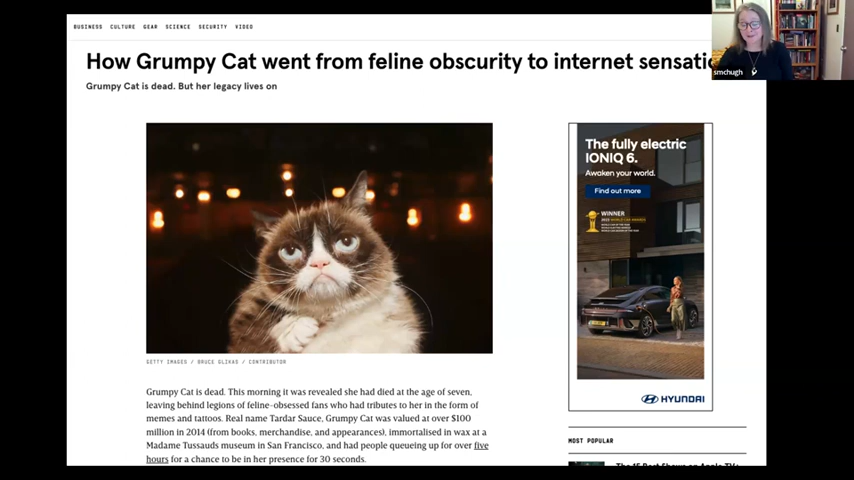 BUSINESS CULTURE GEAR SCIENCE SECURITY VIDEO
smchugh
How Grumpy Cat went from feline obscurity to internet
Grumpy Cat is dead. But her legacy lives on
The fully electric
IONIQ 6.
Awaken your world.
Find out more
WINNER
GETTY IMAGES / BRUCE GLIKAS / CONTRIBUTOR
Grumpy Cat is dead. This morning it was revealed she had died at the age of seven,
leaving behind legions of feline-obsessed fans who had tributes to her in the form of
memes and tattoos. Real name Tardar Sauce, Grumpy Cat was valued at over $100
million in 2014 (from books, merchandise, and appearances), immortalised in wax at a
Madame Tussauds museum in San Francisco, and had people queueing up for over five
hours for a chance to be in her presence for 30 seconds.
HYUNDAI
MOST POPULAR